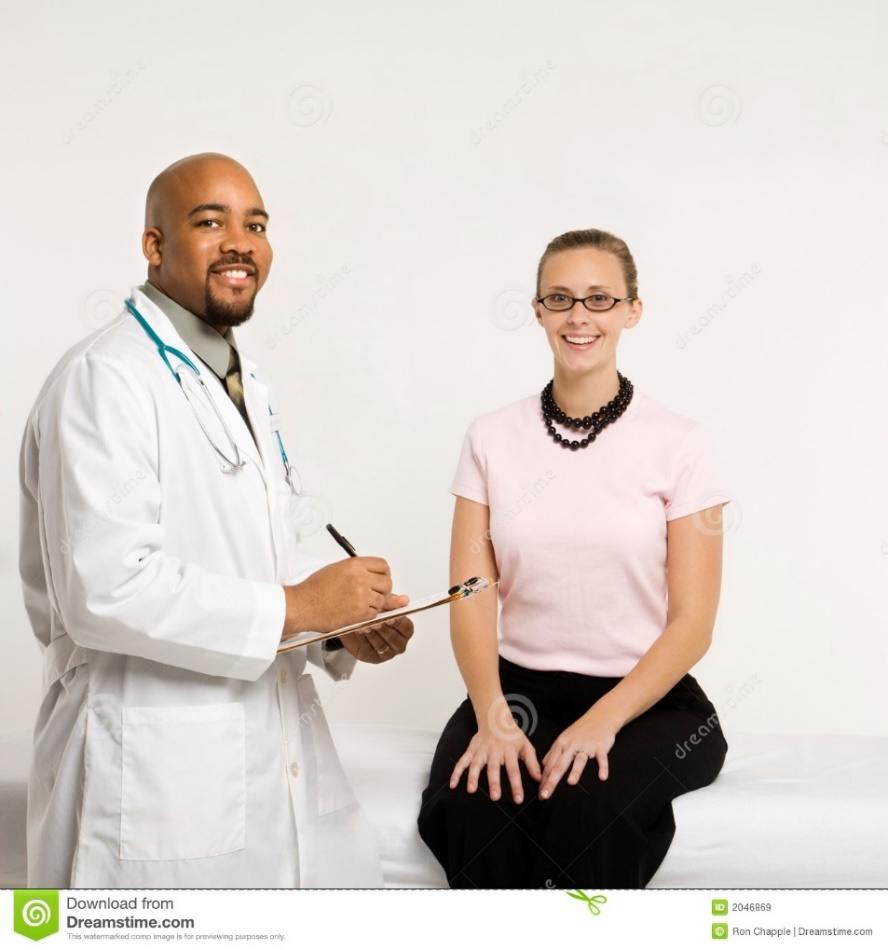 Download from
Dreamstime.com
This watermarked comp image is for previewing purposes only.
ID 2046869
© Ron Chapple | Dreamstime.com